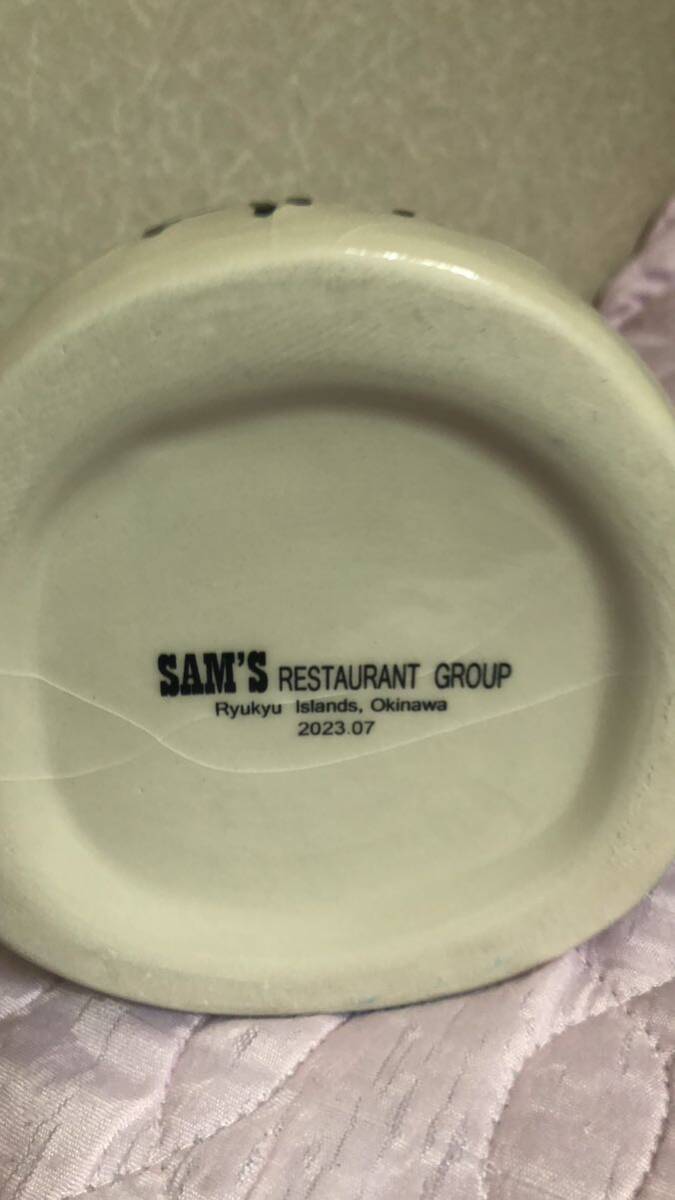 SAM'S RESTAURANT GROUP
Ryukyu Islands, Okinawa
2023.07